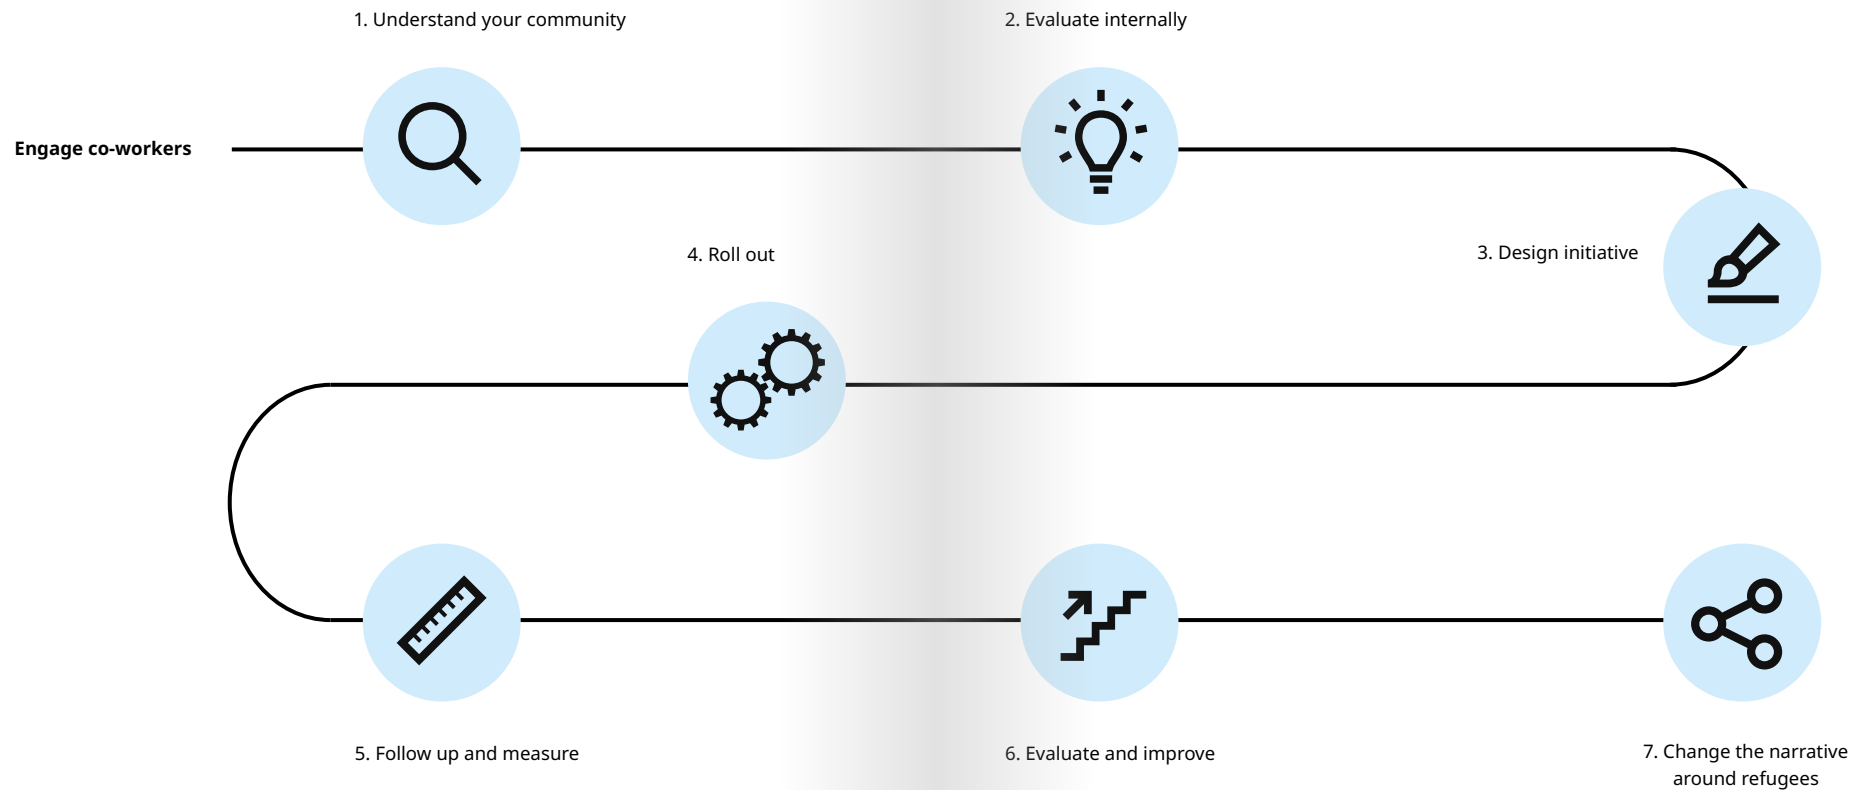 1. Understand your community
2. Evaluate internally
Engage co-workers
3. Design initiative
4. Roll out
5. Follow up and measure
6. Evaluate and improve
7. Change the narrative
around refugees